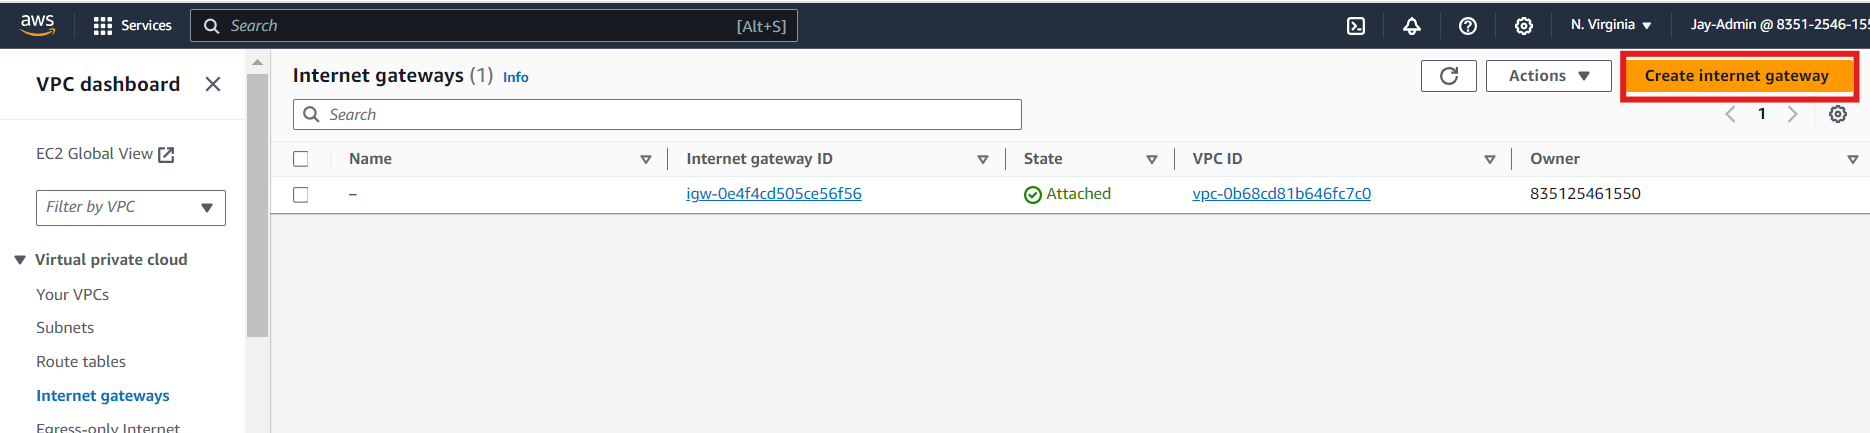 aws Services Search [Alt+S] N. Virginia Jay-Admin @ 8351-2546-155
VPC dashboard
Internet gateways (1) Info
Actions
Create internet gateway
Search
1
EC2 Global View
Filter by VPC
Name Internet gateway ID State VPC ID Owner
– igw-0e4f4cd505ce56f56 Attached vpc-0b68cd81b646fc7c0 835125461550
Virtual private cloud
Your VPCs
Subnets
Route tables
Internet gateways
Egress-only Internet